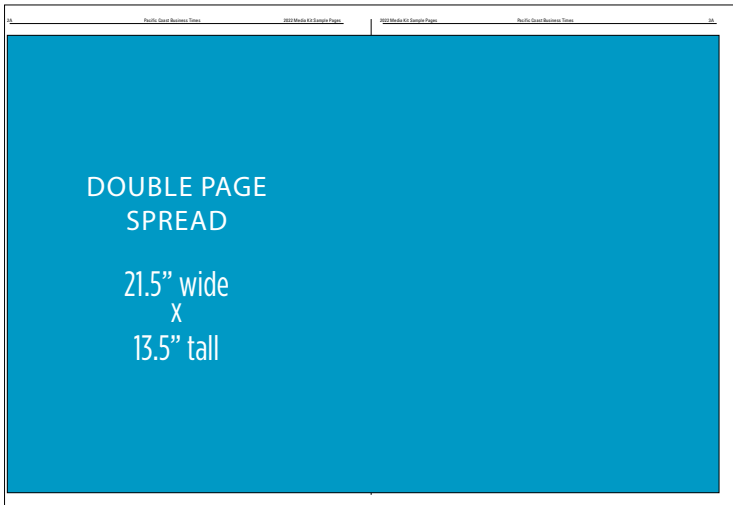 2A Pacific Coast Business Times 2022 Media Kit Sample Pages
2022 Media Kit Sample Pages Pacific Coast Business Times 3A
DOUBLE PAGE
SPREAD
21.5” wide
x
13.5” tall